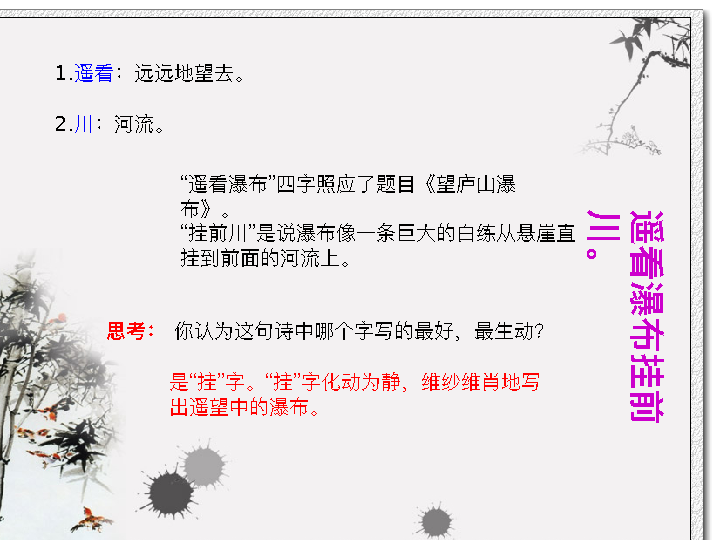 1.遥看：远远地望去。
2.川：河流。
“遥看瀑布”四字照应了题目《望庐山瀑
布》。
“挂前川”是说瀑布像一条巨大的白练从悬崖直
挂到前面的河流上。
思考： 你认为这句诗中哪个字写的最好，最生动？
是“挂”字。“挂”字化动为静，维纱维肖地写
出遥望中的瀑布。
遥看瀑布挂前
川。